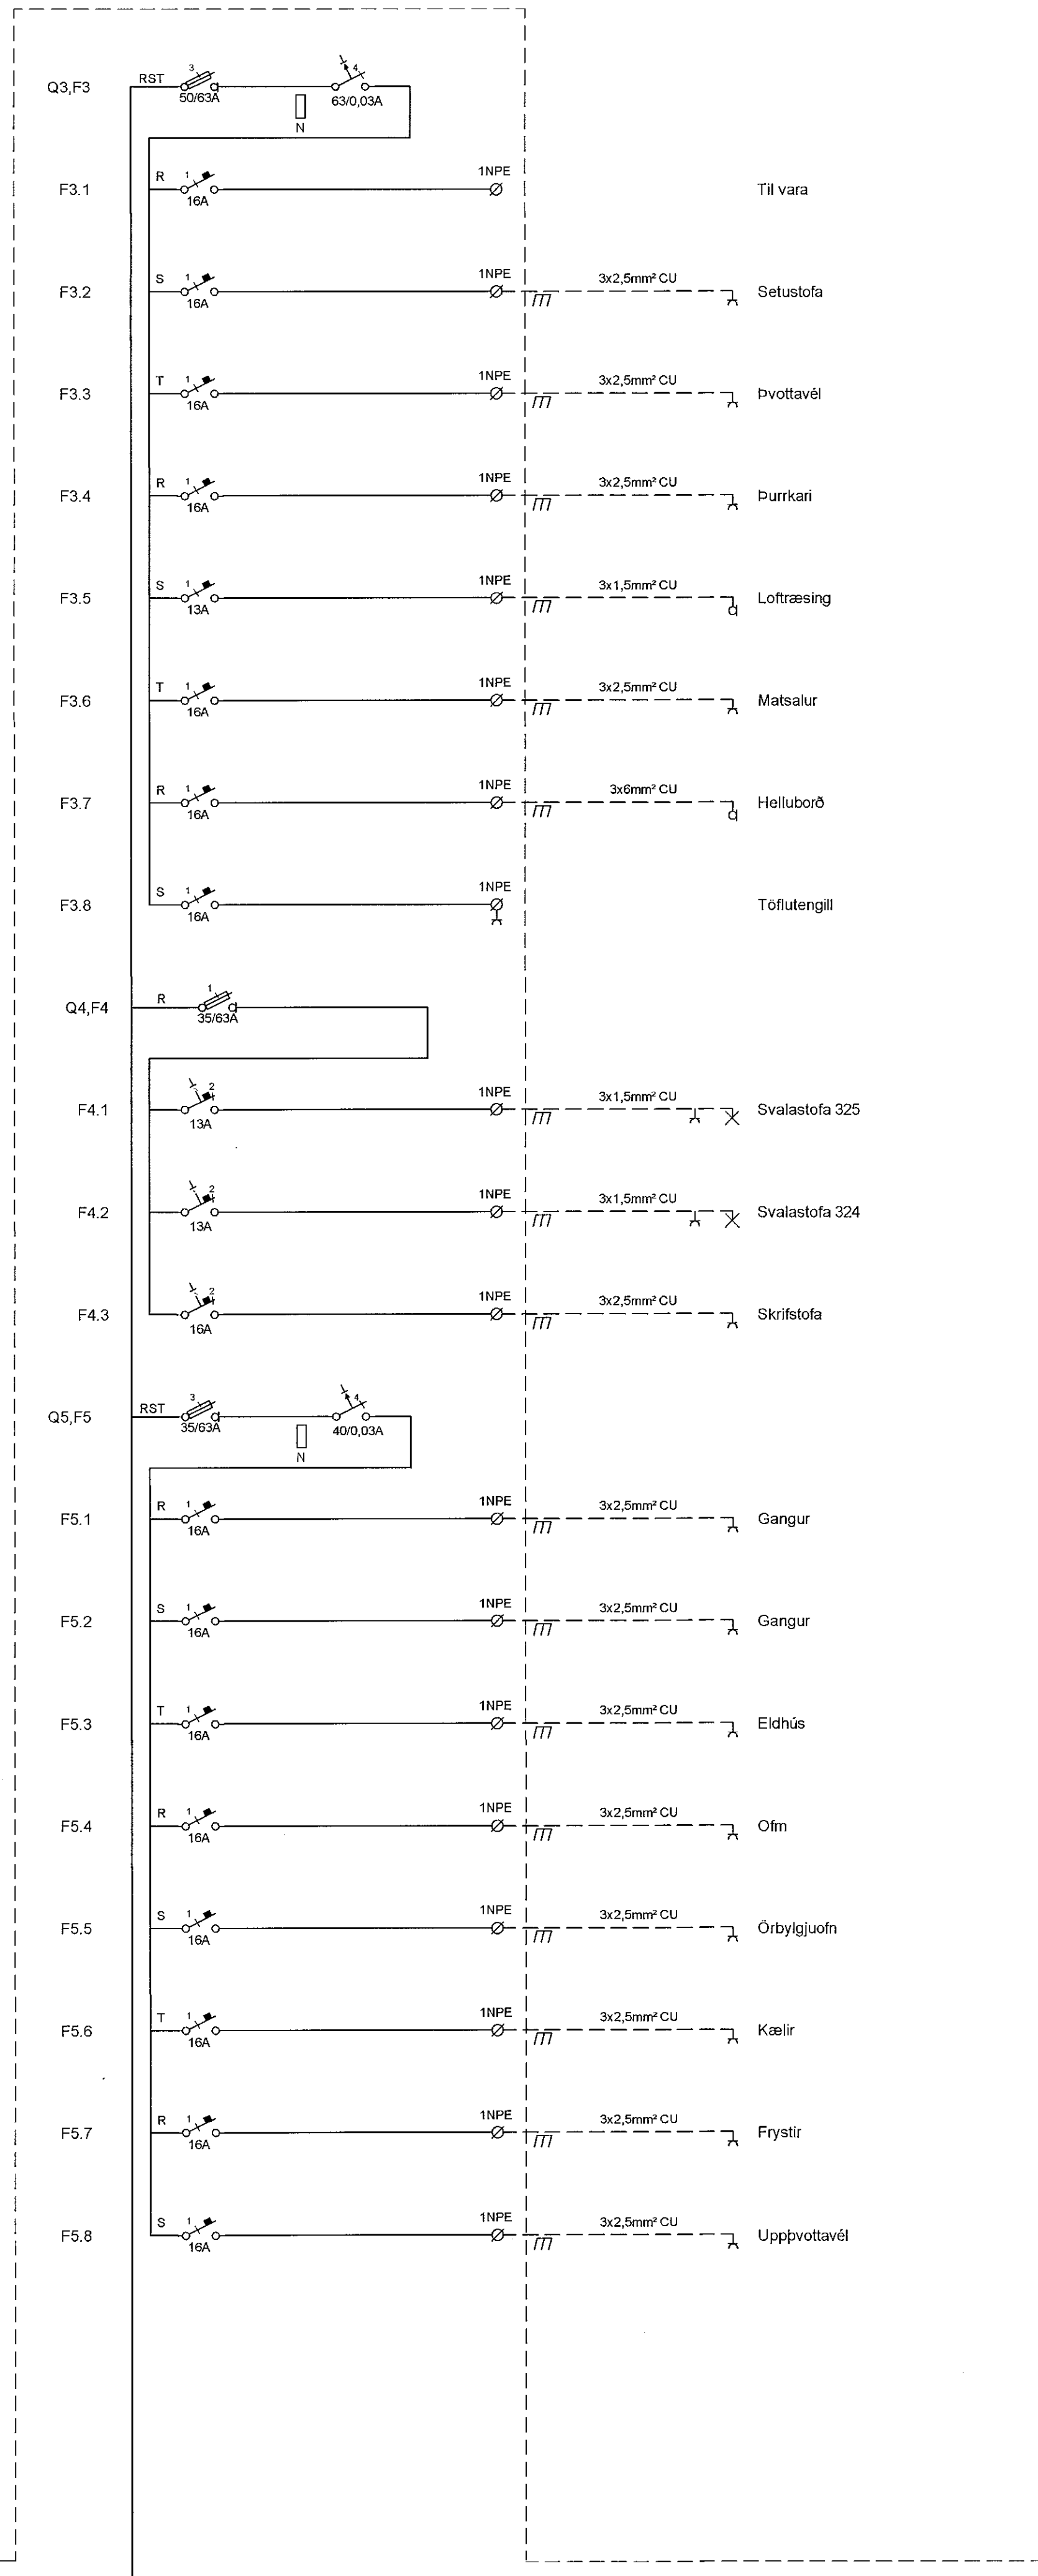 Q3,F3 RST 3 50/63A N 4 63/0,03A
F3.1 R 1 16A 1NPE Til vara
F3.2 S 1 16A 1NPE 3x2,5mm² CU Setustofa
F3.3 T 1 16A 1NPE 3x2,5mm² CU Þvottavél
F3.4 R 1 16A 1NPE 3x2,5mm² CU Þurrkari
F3.5 S 1 13A 1NPE 3x1,5mm² CU Loftræsing
F3.6 T 1 16A 1NPE 3x2,5mm² CU Matsalur
F3.7 R 1 16A 1NPE 3x6mm² CU Helluborð
F3.8 S 1 16A 1NPE Töflutengill
Q4,F4 R 1 35/63A
F4.1 2 13A 1NPE 3x1,5mm² CU Svalastofa 325
F4.2 2 13A 1NPE 3x1,5mm² CU Svalastofa 324
F4.3 2 16A 1NPE 3x2,5mm² CU Skrifstofa
Q5,F5 RST 3 35/63A N 4 40/0,03A
F5.1 R 1 16A 1NPE 3x2,5mm² CU Gangur
F5.2 S 1 16A 1NPE 3x2,5mm² CU Gangur
F5.3 T 1 16A 1NPE 3x2,5mm² CU Eldhús
F5.4 R 1 16A 1NPE 3x2,5mm² CU Ofm
F5.5 S 1 16A 1NPE 3x2,5mm² CU Örbylgjuofn
F5.6 T 1 16A 1NPE 3x2,5mm² CU Kælir
F5.7 R 1 16A 1NPE 3x2,5mm² CU Frystir
F5.8 S 1 16A 1NPE 3x2,5mm² CU Uppþvottavél